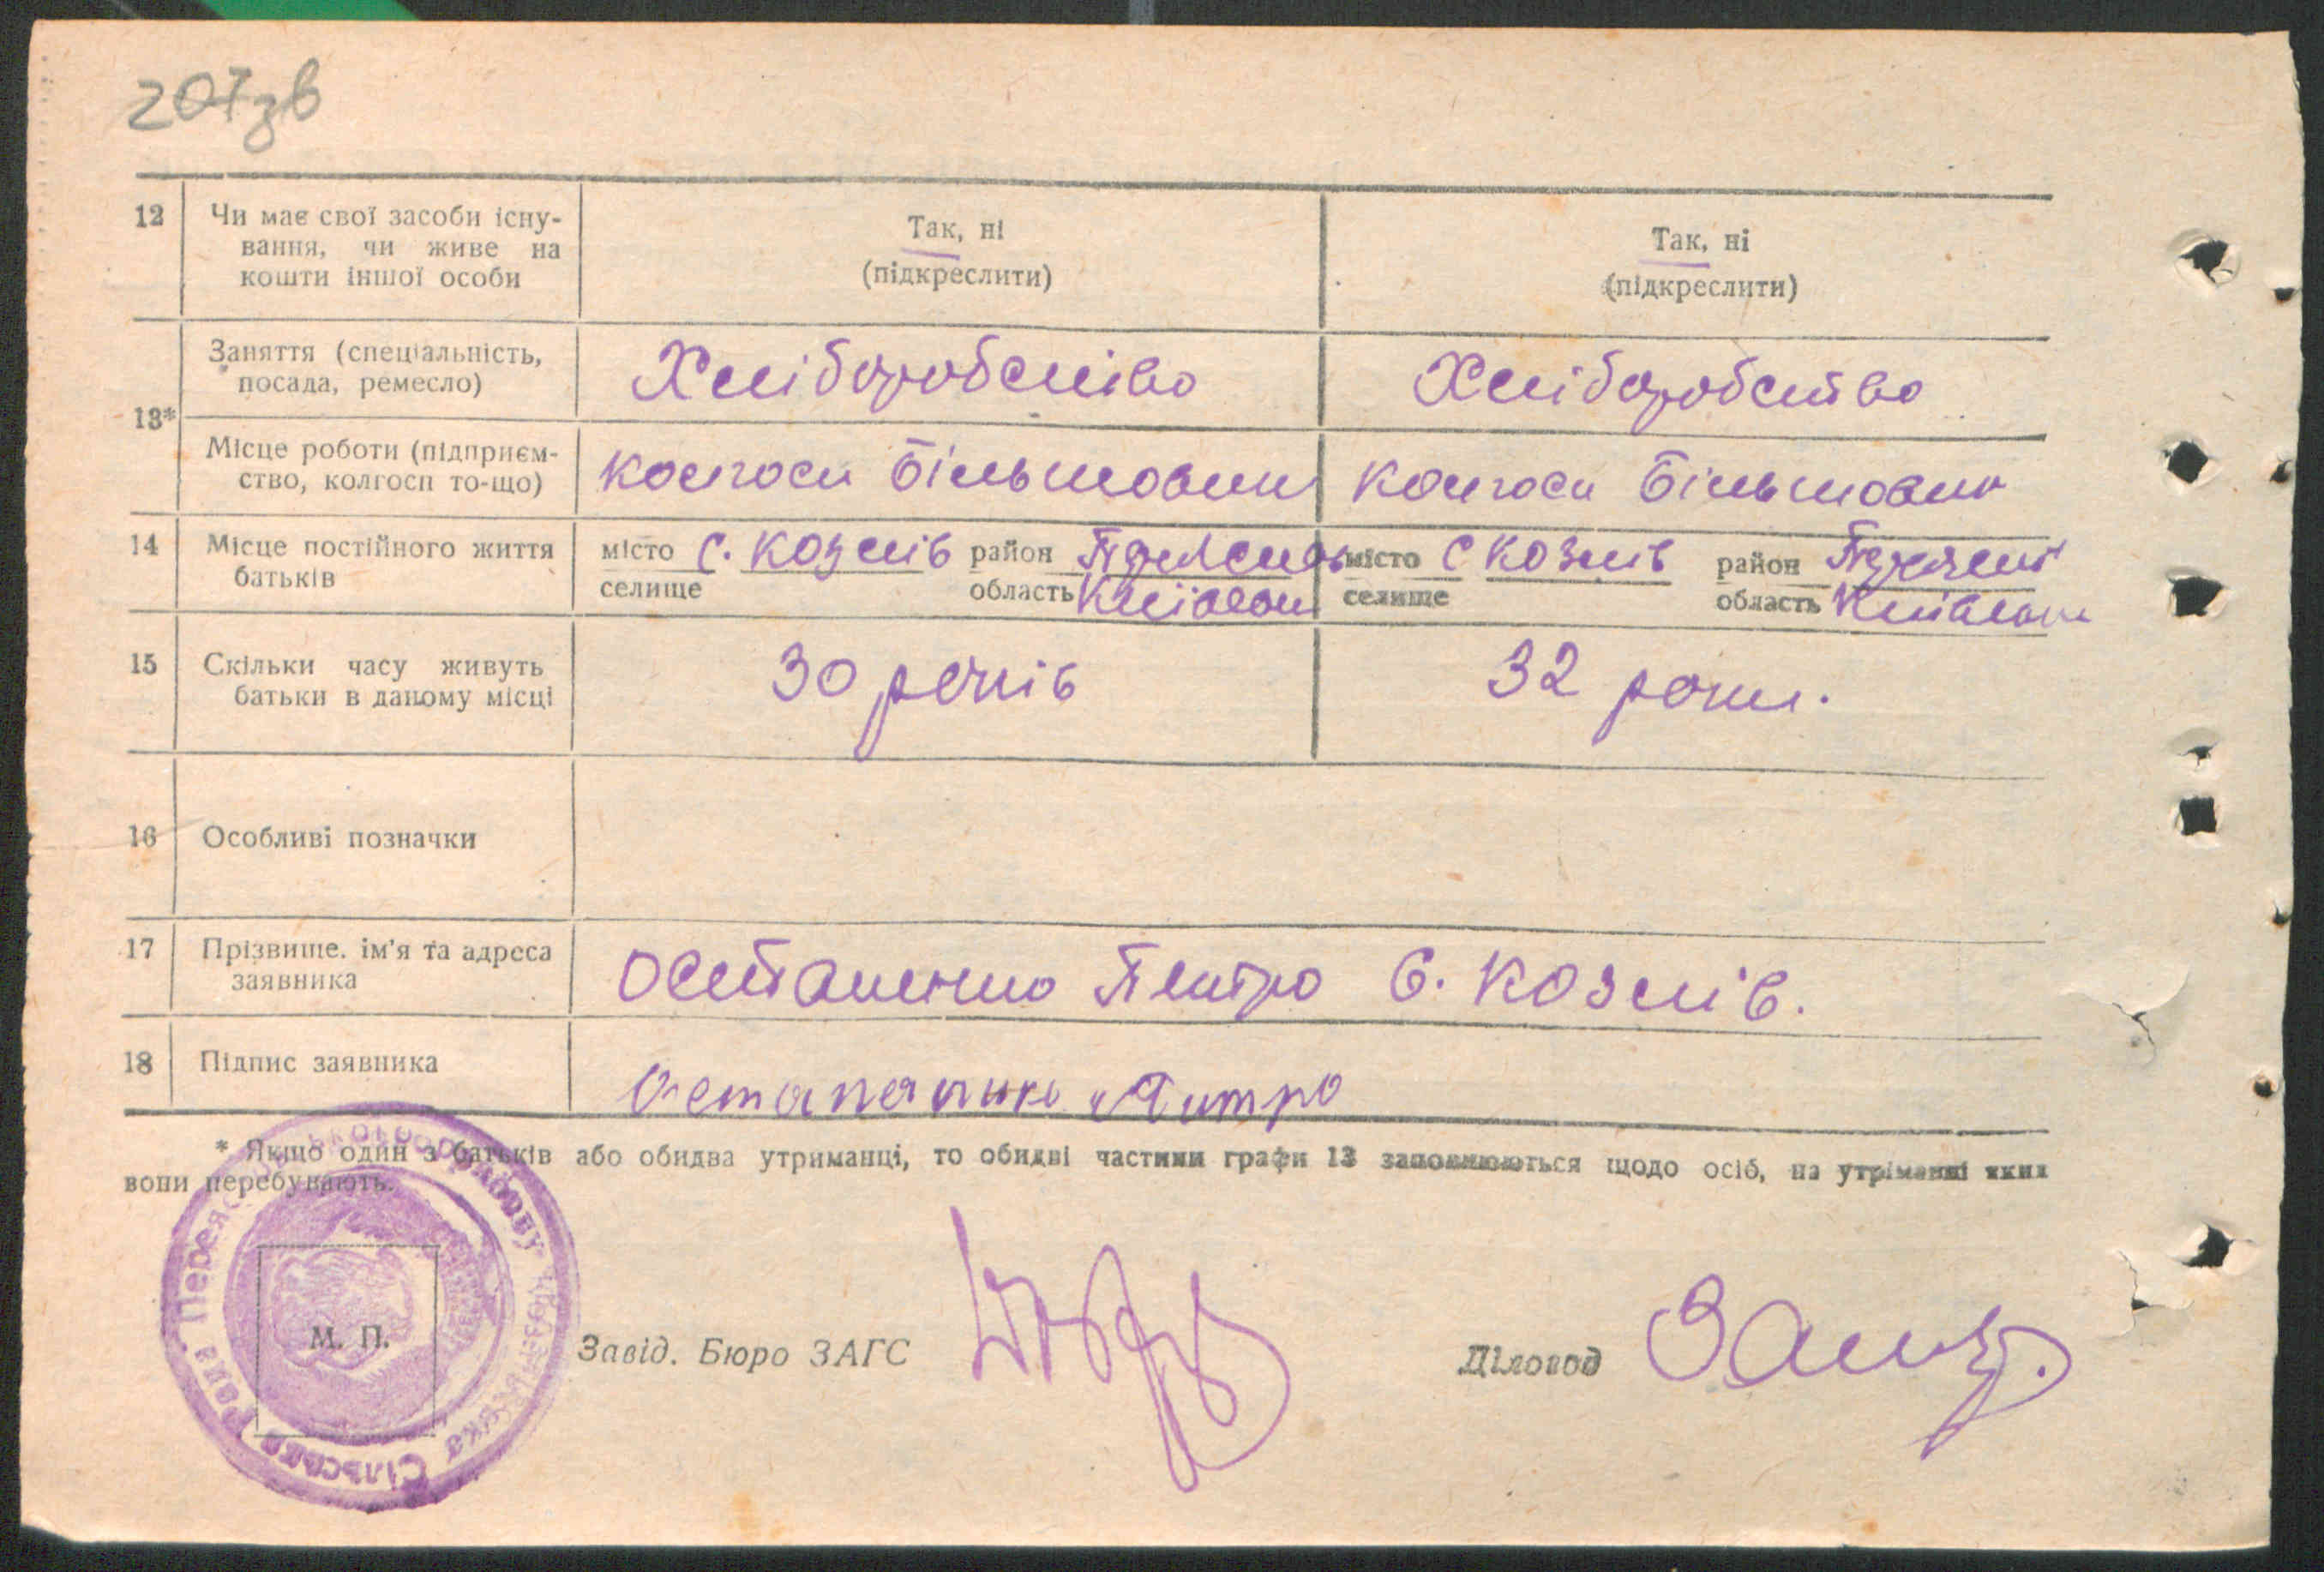 207зв
12 Чи має свої засоби існу-
вання, чи живе на
кошти іншої особи
Так, ні
(підкреслити)
Так, ні
(підкреслити)
13*
Заняття (спеціальність,
посада, ремесло)
Хліборобство
Хліборобство
Місце роботи (підприєм-
ство, колгосп то-що)
колгосп Більшовик
колгосп Більшовик
14 Місце постійного життя
батьків
місто с. Козлів район
селище область
місто с Козлів район
селище область
15 Скільки часу живуть
батьки в даному місці
30 років
32 роки.
16 Особливі позначки
17 Прізвище. ім'я та адреса
заявника
Остапенко Петро с. Козлів.
18 Підпис заявника
* Якщо один з батьків або обидва утриманці, то обидві частини графи 13 заповнюються щодо осіб, на утріманні яких
вони перебувають.
Сільська Рада
М. П.
Завід. Бюро ЗАГС
Діловод